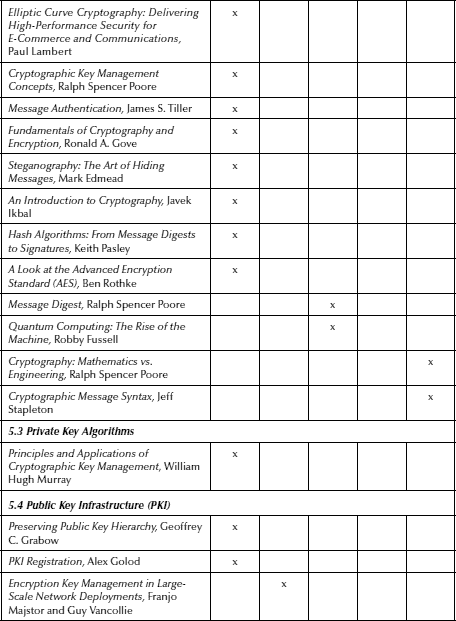 Elliptic Curve Cryptography: Delivering x
High-Performance Security for
E-Commerce and Communications,
Paul Lambert
Cryptographic Key Management x
Concepts, Ralph Spencer Poore
Message Authentication, James S. Tiller x
Fundamentals of Cryptography and x
Encryption, Ronald A. Gove
Steganography: The Art of Hiding x
Messages, Mark Edmead
An Introduction to Cryptography, Javek x
Ikbal
Hash Algorithms: From Message Digests x
to Signatures, Keith Pasley
A Look at the Advanced Encryption x
Standard (AES), Ben Rothke
Message Digest, Ralph Spencer Poore x
Quantum Computing: The Rise of the x
Machine, Robby Fussell
Cryptography: Mathematics vs. x
Engineering, Ralph Spencer Poore
Cryptographic Message Syntax, Jeff x
Stapleton
5.3 Private Key Algorithms
Principles and Applications of x
Cryptographic Key Management, William
Hugh Murray
5.4 Public Key Infrastructure (PKI)
Preserving Public Key Hierarchy, Geoffrey x
C. Grabow
PKI Registration, Alex Golod x
Encryption Key Management in Large- x
Scale Network Deployments, Franjo
Majstor and Guy Vancollie